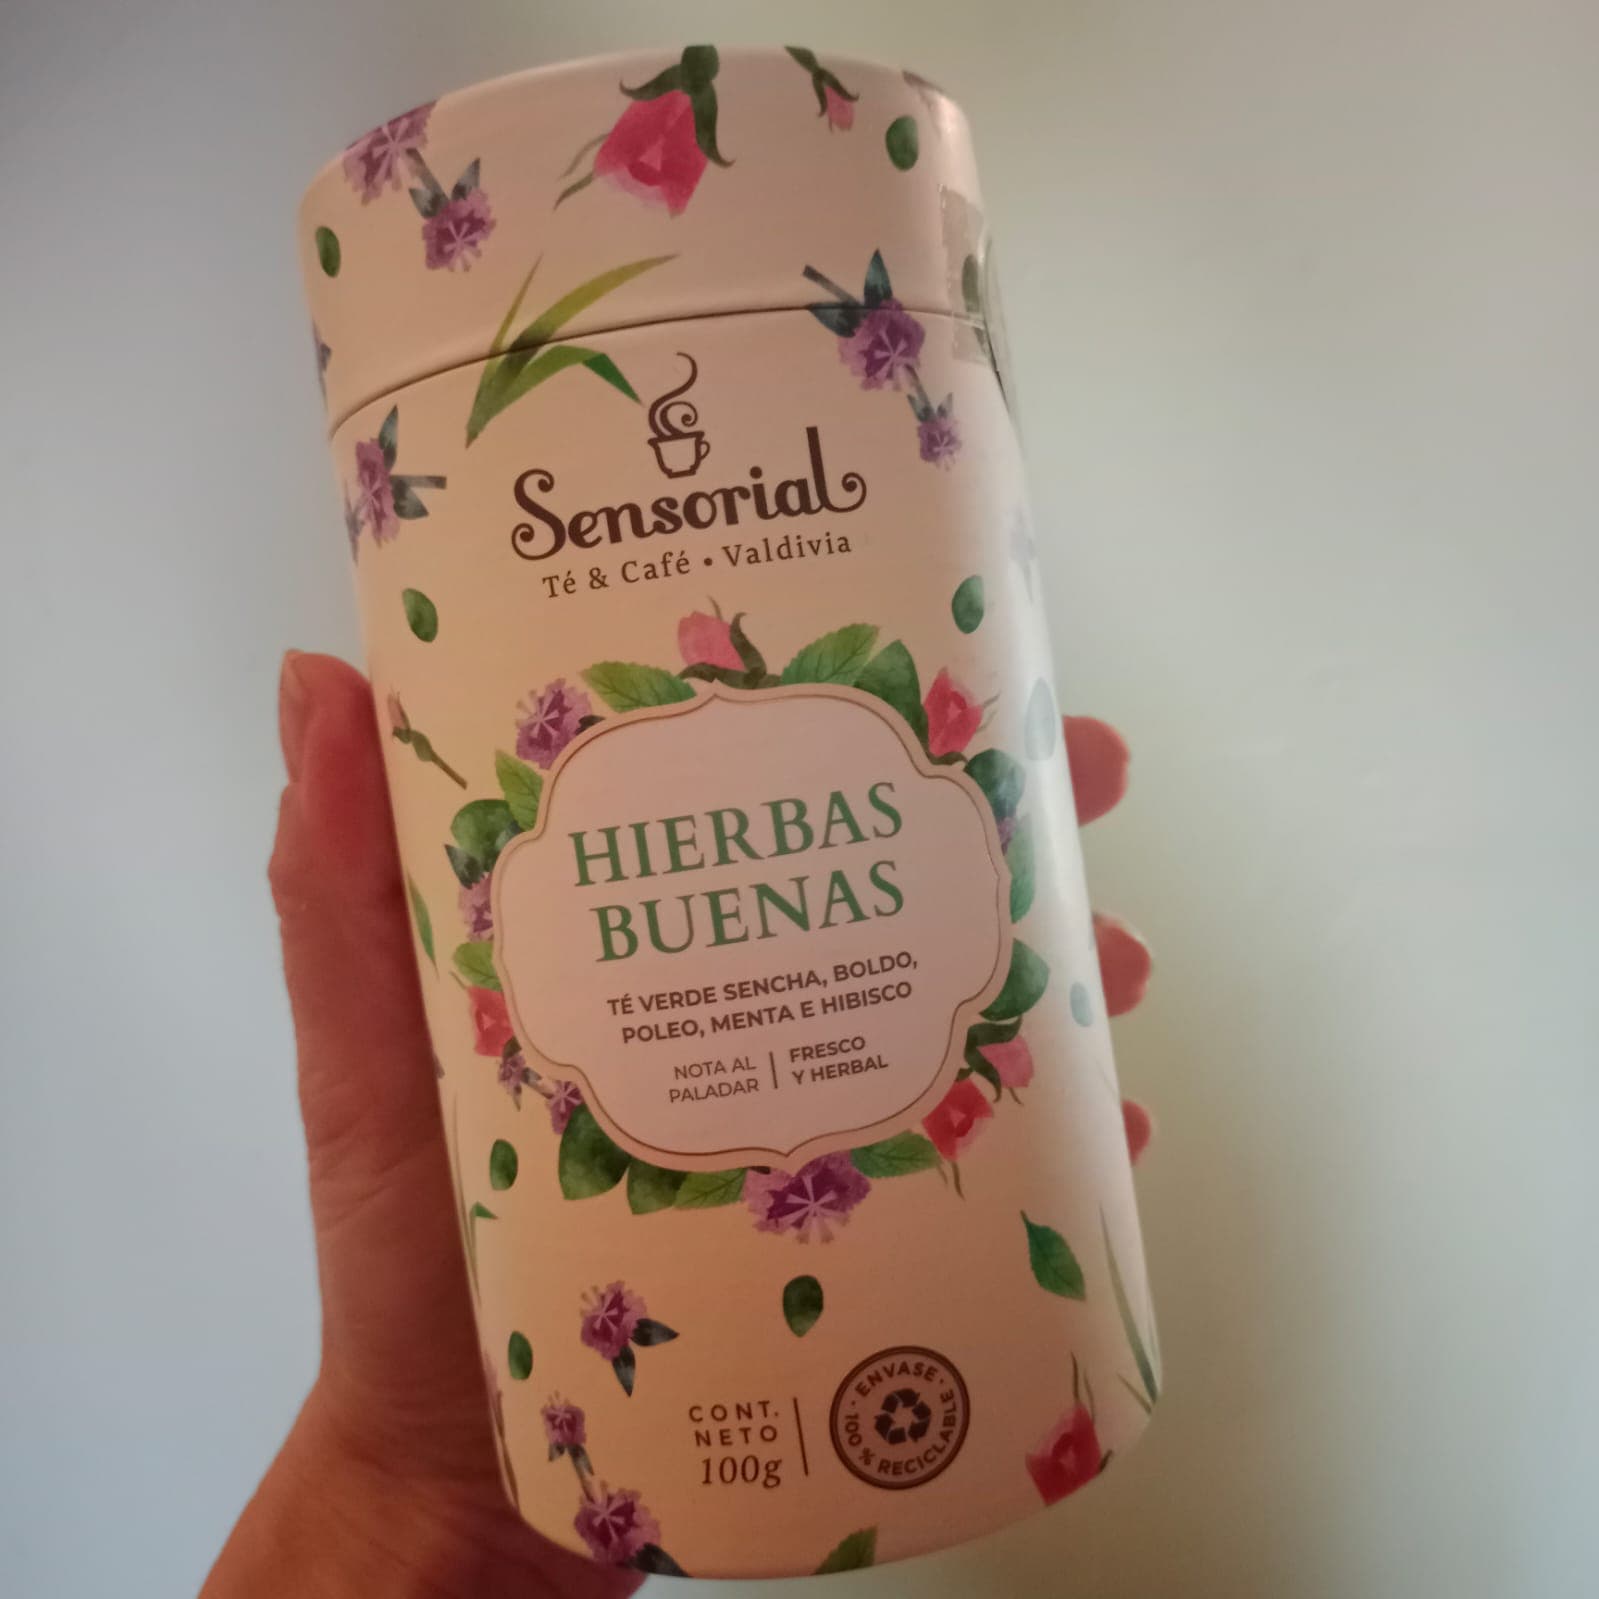 Sensorial
Té & Café • Valdivia
HIERBAS
BUENAS
TÉ VERDE SENCHA, BOLDO,
POLEO, MENTA E HIBISCO
NOTA AL
PALADAR
FRESCO
Y HERBAL
CONT.
NETO
100g
• ENVASE •
100 % RECICLABLE